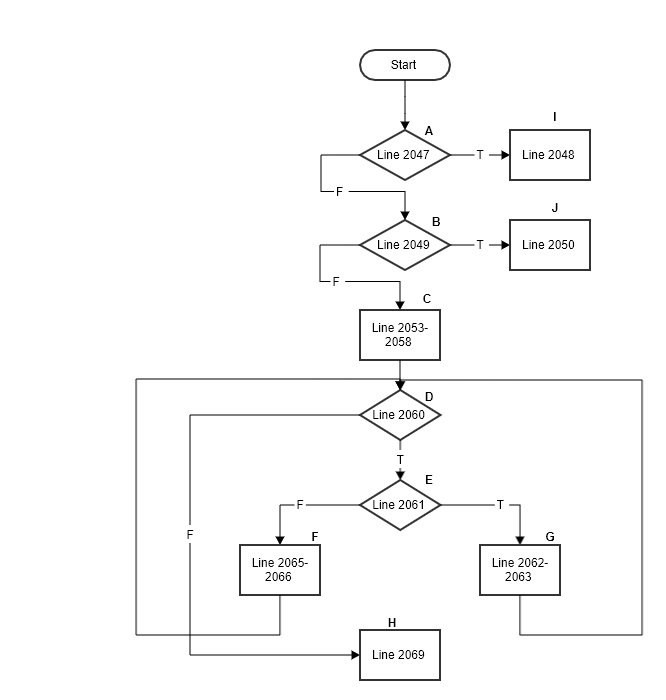 Start
A
I
Line 2047
T
Line 2048
F
J
B
Line 2049
T
Line 2050
F
C
Line 2053-
2058
D
Line 2060
T
E
F
Line 2061
T
F
F
G
Line 2065-
2066
Line 2062-
2063
H
Line 2069